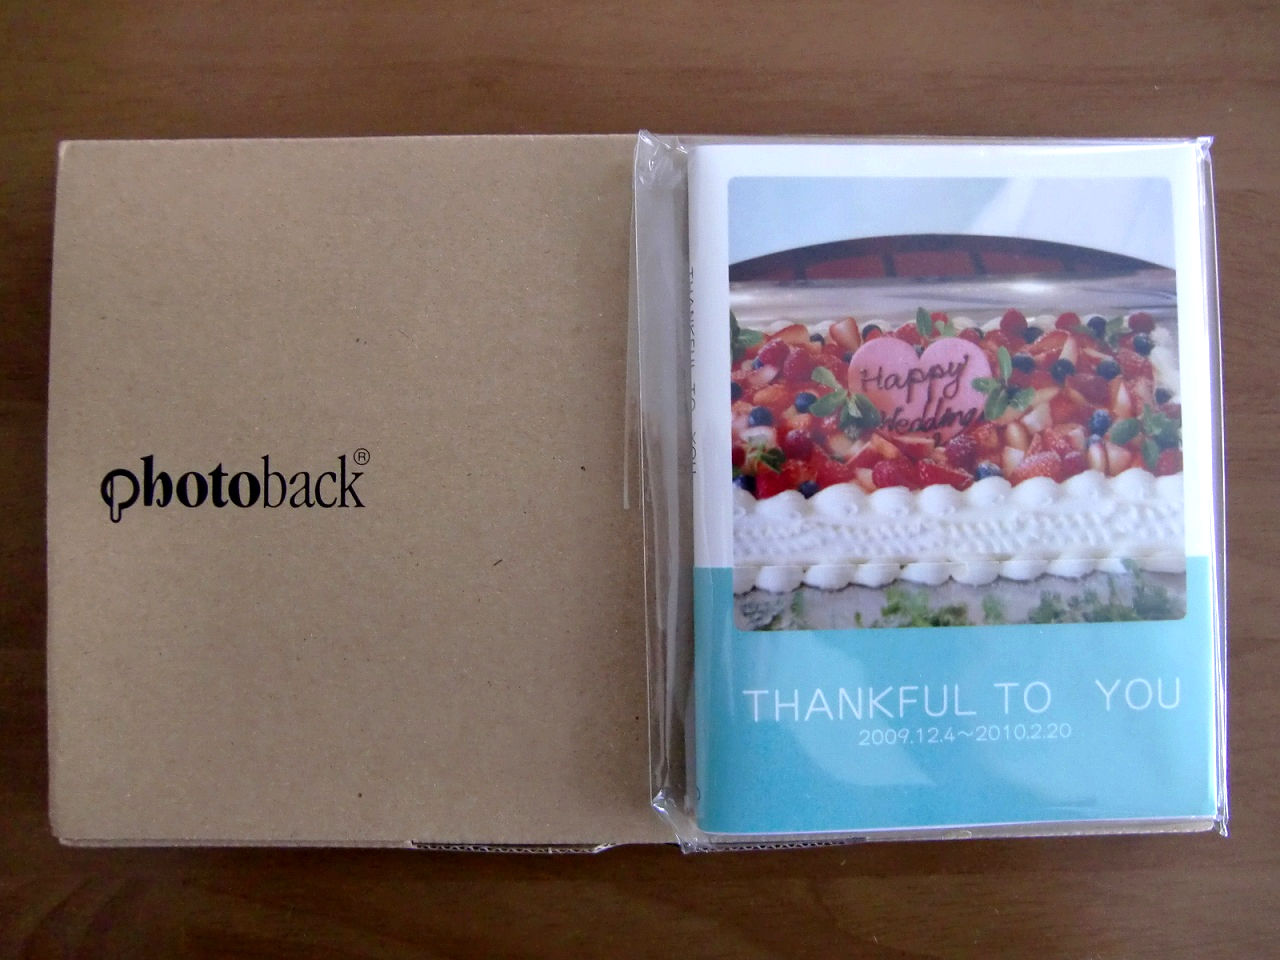 photoback®
THANKFUL TO YOU
Happy
Wedding
THANKFUL TO YOU
2009.12.4～2010.2.20